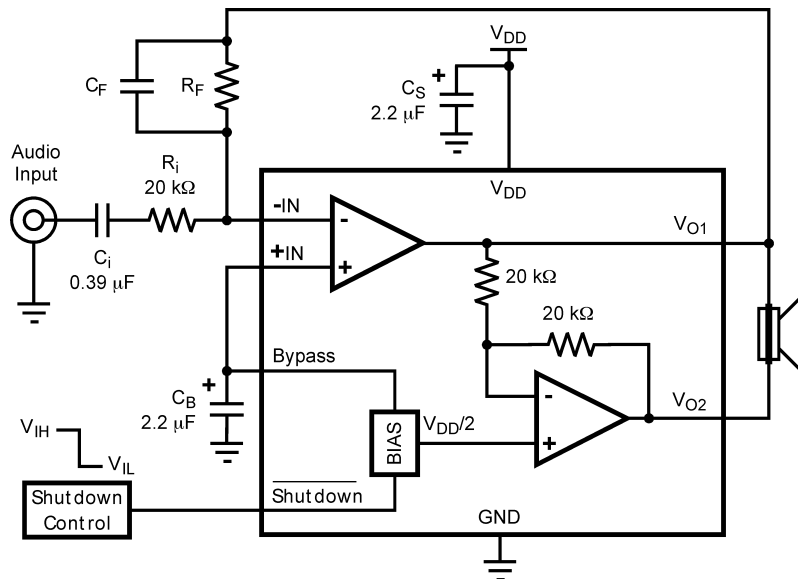 V_DD
C_F
R_F
C_S
2.2 µF
Audio
Input
R_i
20 kΩ
C_i
0.39 µF
-IN
+IN
V_DD
V_O1
20 kΩ
20 kΩ
Bypass
C_B
2.2 µF
BIAS
V_DD/2
V_O2
V_IH
V_IL
Shutdown
Shutdown
Control
GND